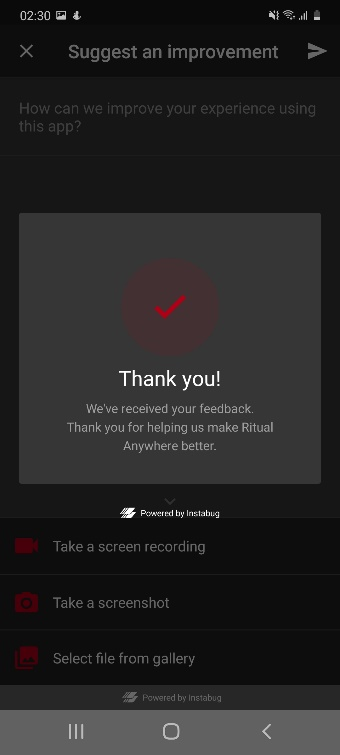 02:30
Suggest an improvement
How can we improve your experience using
this app?
Thank you!
We've received your feedback.
Thank you for helping us make Ritual
Anywhere better.
Powered by Instabug
Take a screen recording
Take a screenshot
Select file from gallery
Powered by Instabug